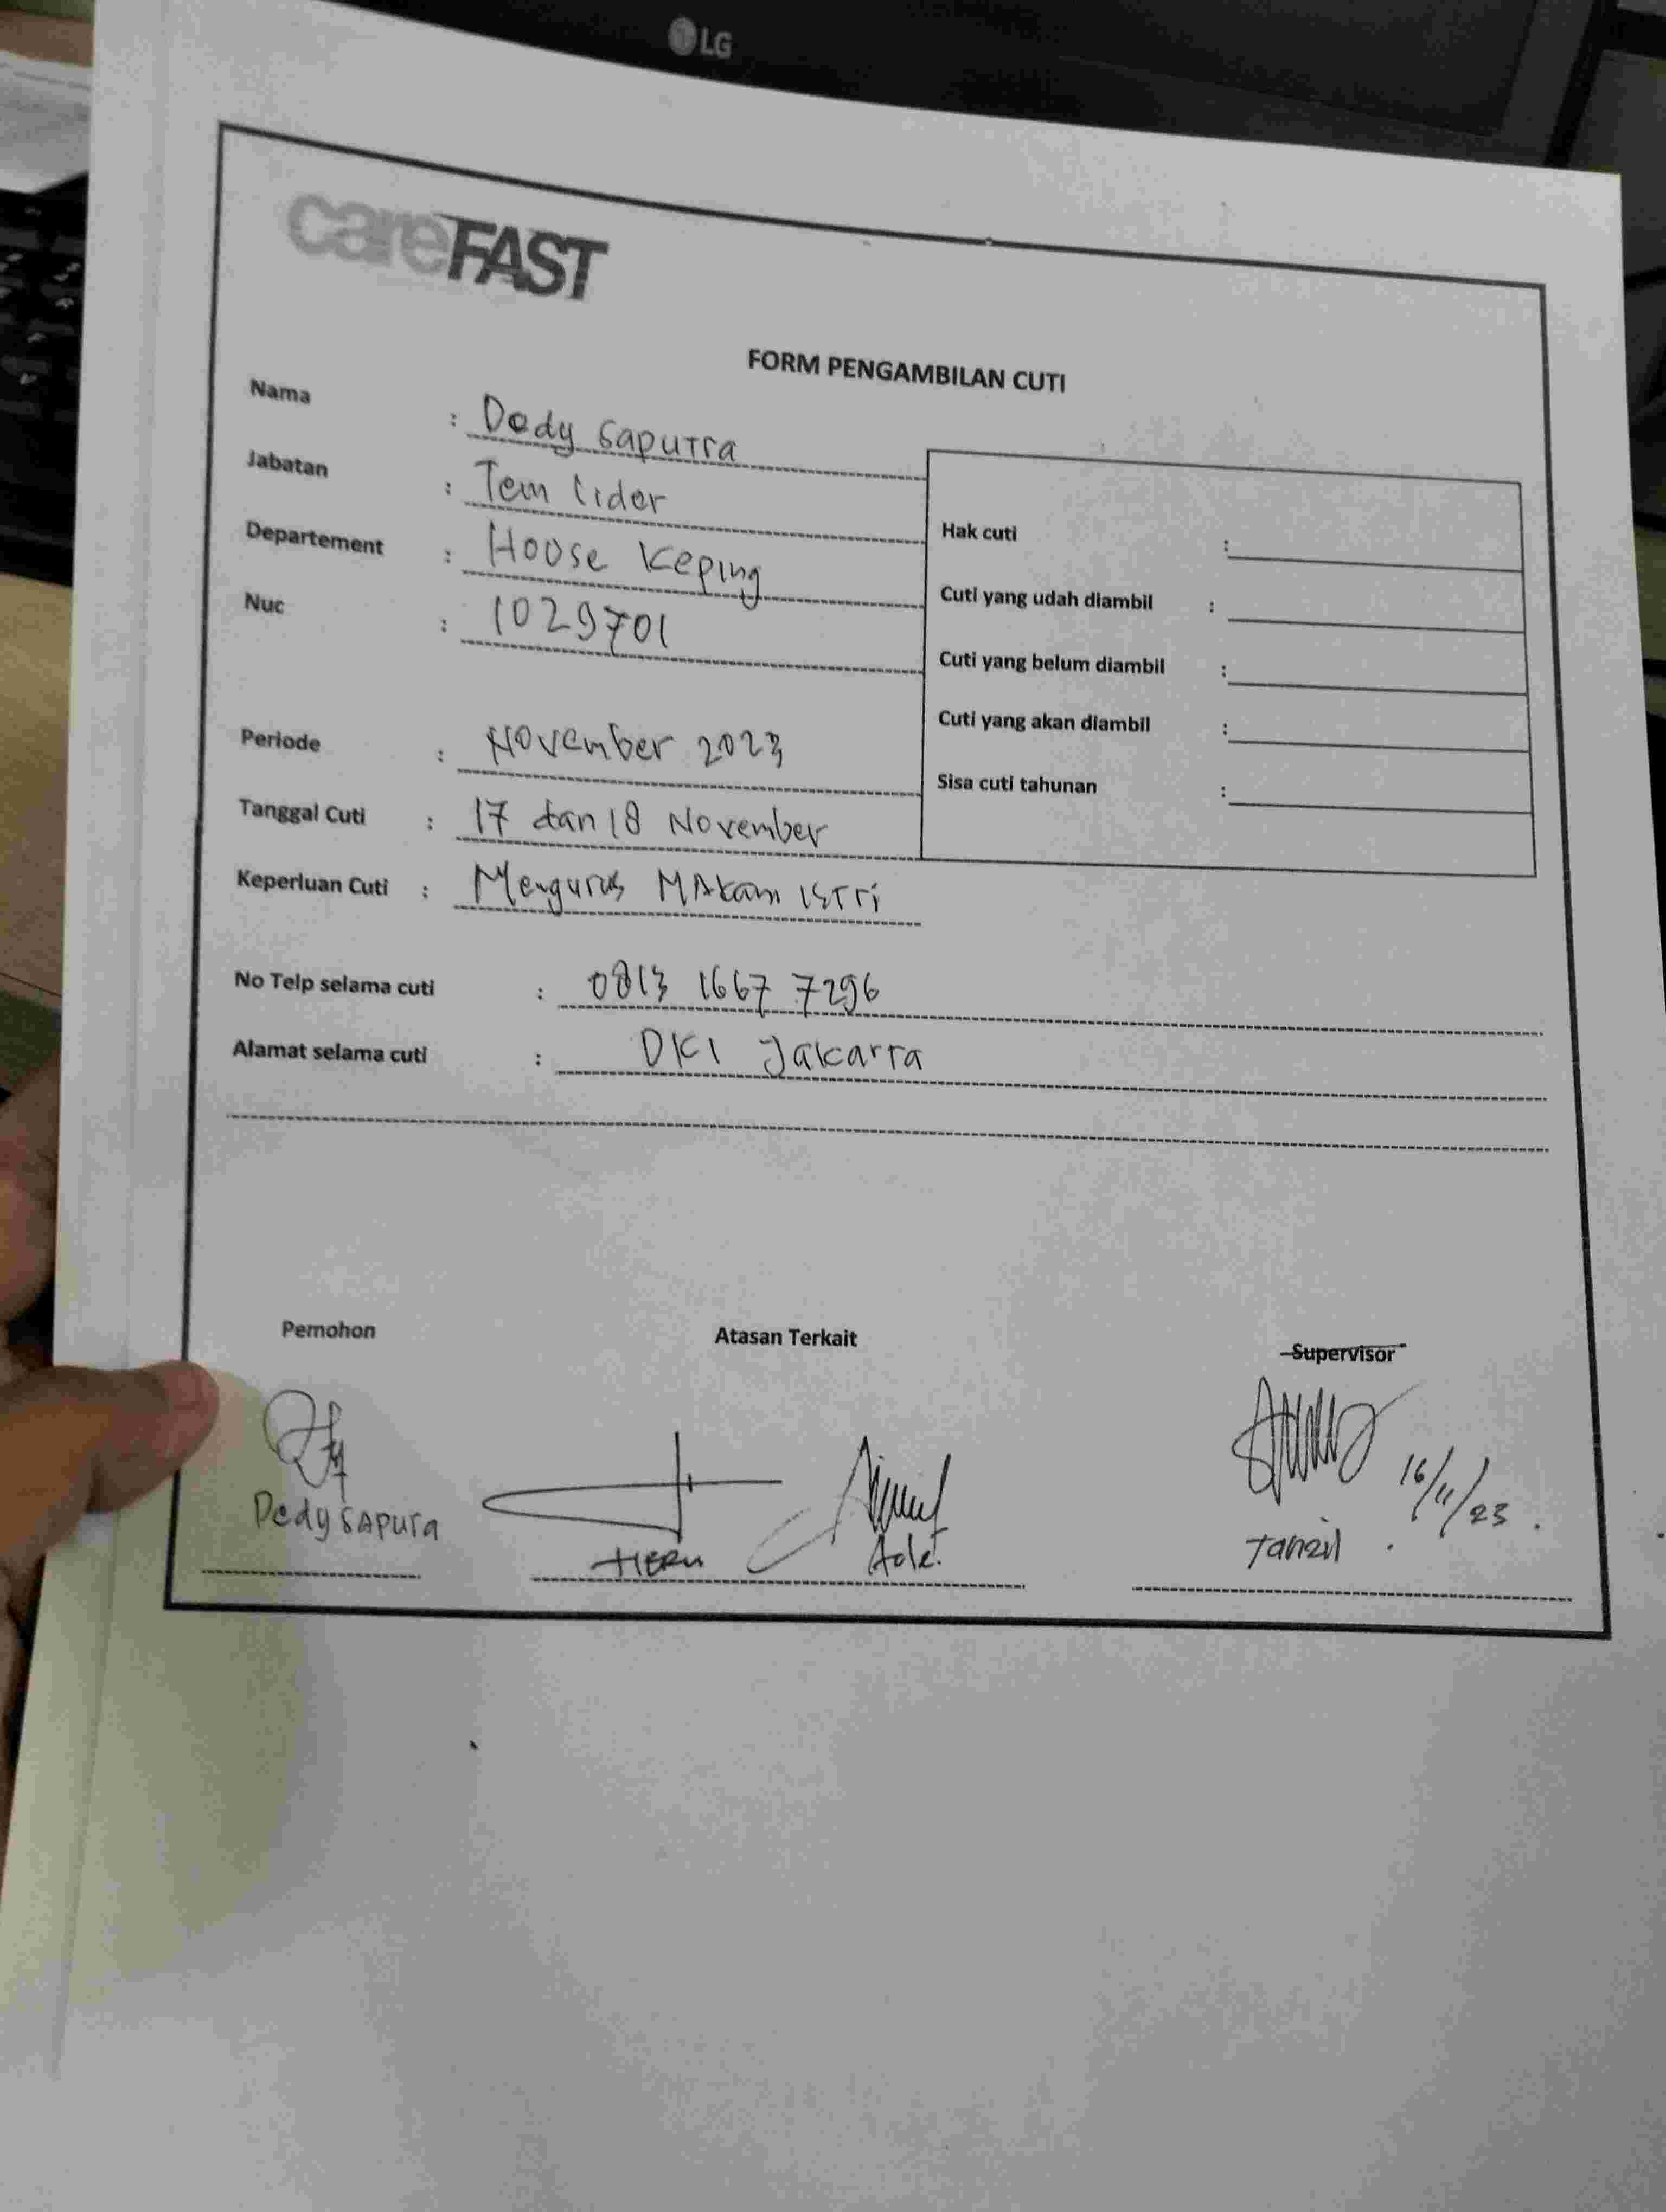 LG
careFAST
FORM PENGAMBILAN CUTI
Nama : Dedy Saputra
Jabatan : Tem lider
Departement : Hoose Keping
Nuc : 1029701
Periode : November 2023
Tanggal Cuti : 17 dan 18 November
Keperluan Cuti : Mengurus MAkam istri
Hak cuti :
Cuti yang udah diambil :
Cuti yang belum diambil :
Cuti yang akan diambil :
Sisa cuti tahunan :
No Telp selama cuti : 0813 1667 7296
Alamat selama cuti : DKI Jakarta
Pemohon Atasan Terkait Supervisor
16/11/23
Dedy SAPUTA HERU Tanzil